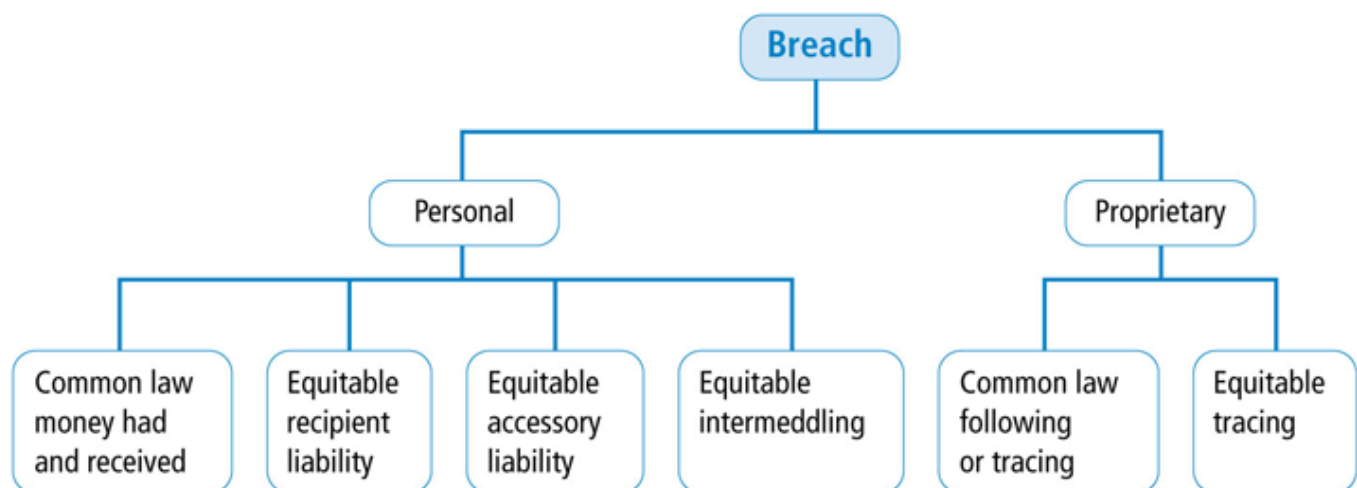 Breach
Personal
Proprietary
Common law
money had
and received
Equitable
recipient
liability
Equitable
accessory
liability
Equitable
intermeddling
Common law
following
or tracing
Equitable
tracing